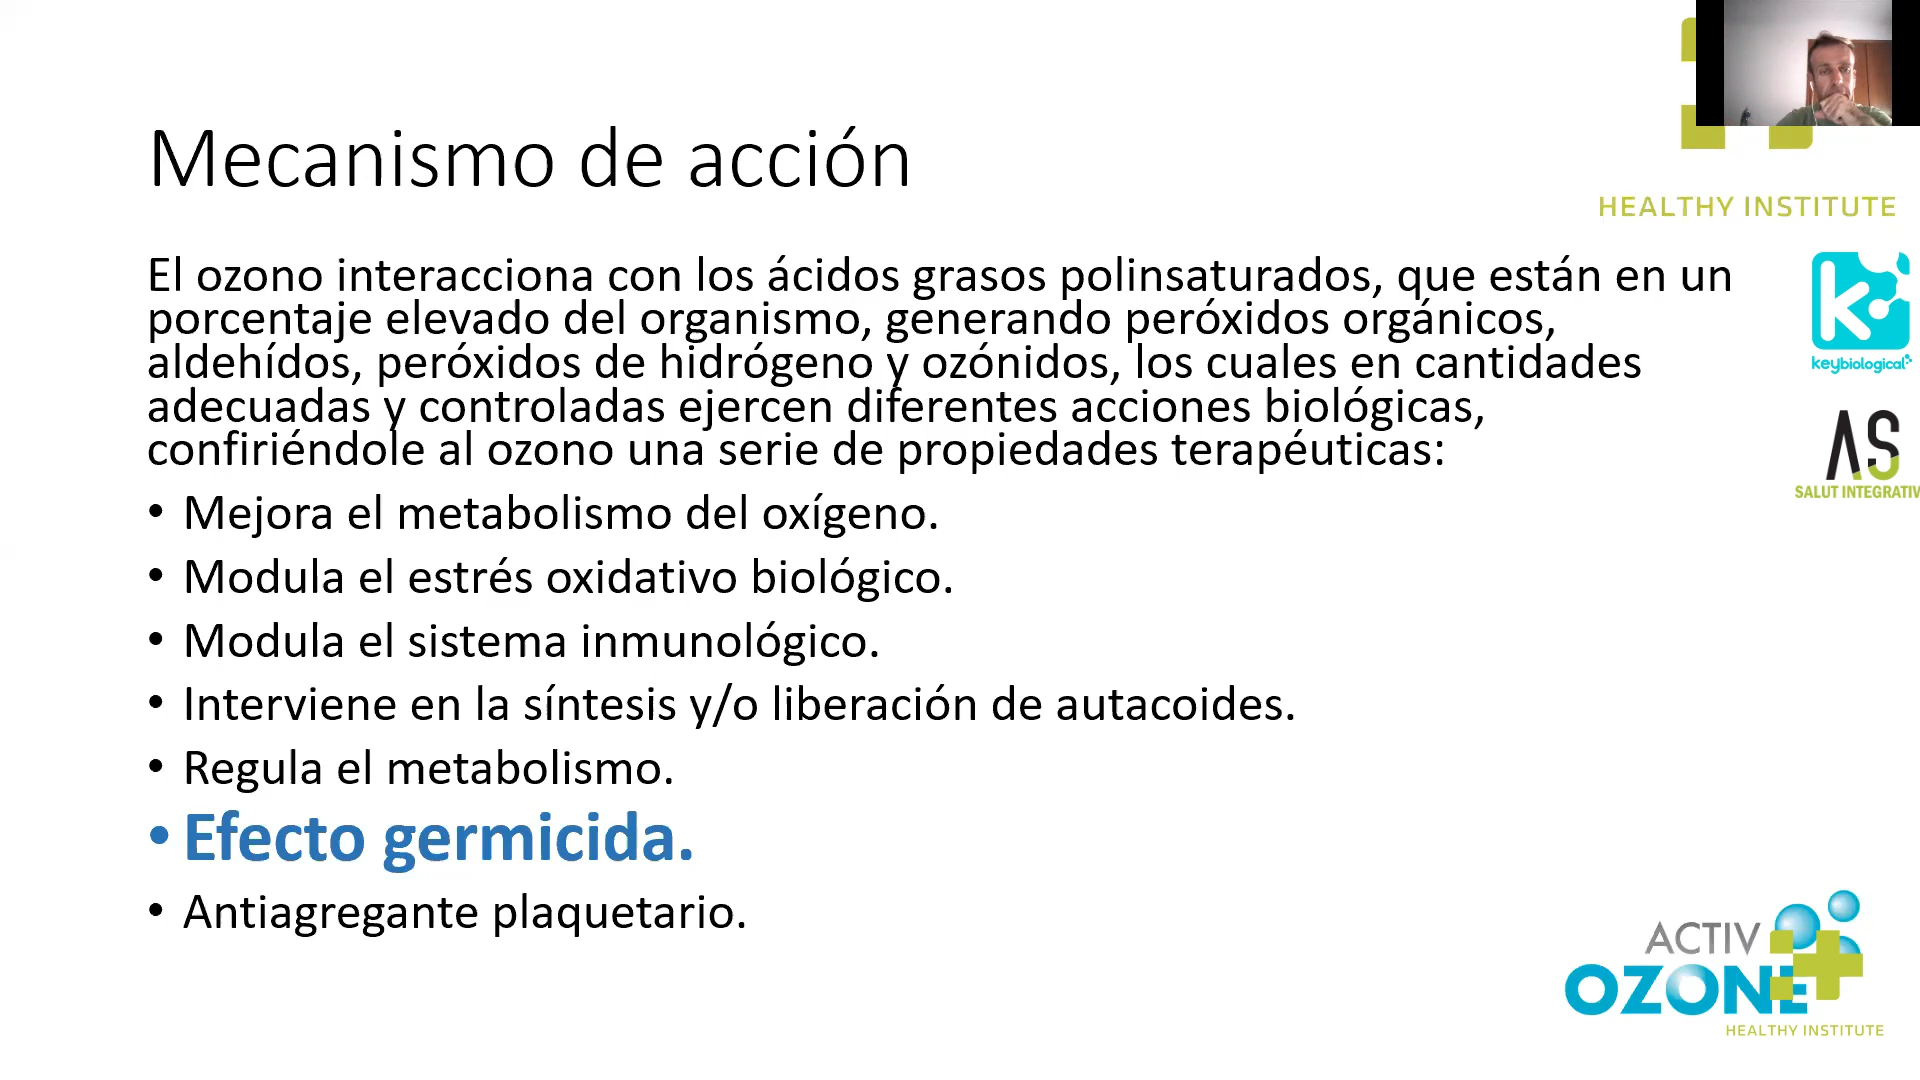 Mecanismo de acción
HEALTHY INSTITUTE
El ozono interacciona con los ácidos grasos polinsaturados, que están en un
porcentaje elevado del organismo, generando peróxidos orgánicos,
aldehídos, peróxidos de hidrógeno y ozónidos, los cuales en cantidades
adecuadas y controladas ejercen diferentes acciones biológicas,
confiriéndole al ozono una serie de propiedades terapéuticas:
• Mejora el metabolismo del oxígeno.
• Modula el estrés oxidativo biológico.
• Modula el sistema inmunológico.
• Interviene en la síntesis y/o liberación de autacoides.
• Regula el metabolismo.
• Efecto germicida.
• Antiagregante plaquetario.
k
keybiological
AS
SALUT INTEGRATIV
ACTIV
OZONE
HEALTHY INSTITUTE